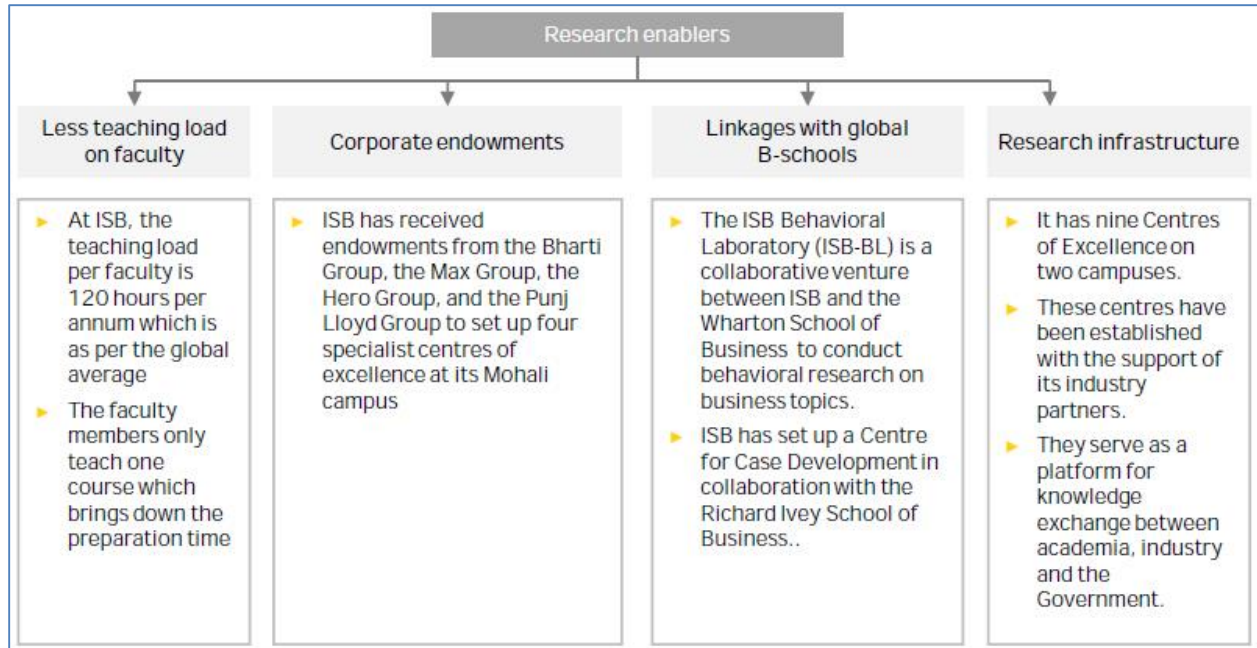 Research enablers
Less teaching load
on faculty
Corporate endowments
Linkages with global
B-schools
Research infrastructure
► At ISB, the
teaching load
per faculty is
120 hours per
annum which is
as per the global
average
► The faculty
members only
teach one
course which
brings down the
preparation time
► ISB has received
endowments from the Bharti
Group, the Max Group, the
Hero Group, and the Punj
Lloyd Group to set up four
specialist centres of
excellence at its Mohali
campus
► The ISB Behavioral
Laboratory (ISB-BL) is a
collaborative venture
between ISB and the
Wharton School of
Business to conduct
behavioral research on
business topics.
► ISB has set up a Centre
for Case Development in
collaboration with the
Richard Ivey School of
Business..
► It has nine Centres
of Excellence on
two campuses.
► These centres have
been established
with the support of
its industry
partners.
► They serve as a
platform for
knowledge
exchange between
academia, industry
and the
Government.